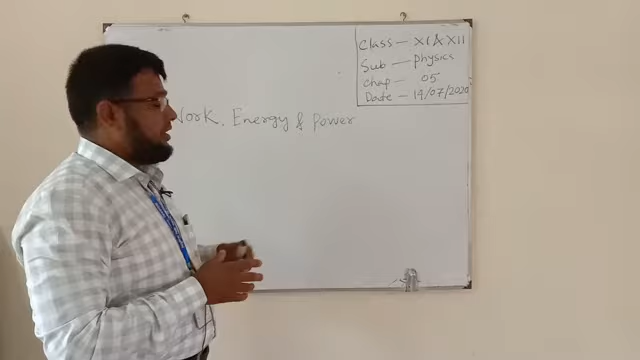 Class — XI & XII
Sub — Physics
Chap — 05
Date — 14/07/2020
Work, Energy & Power